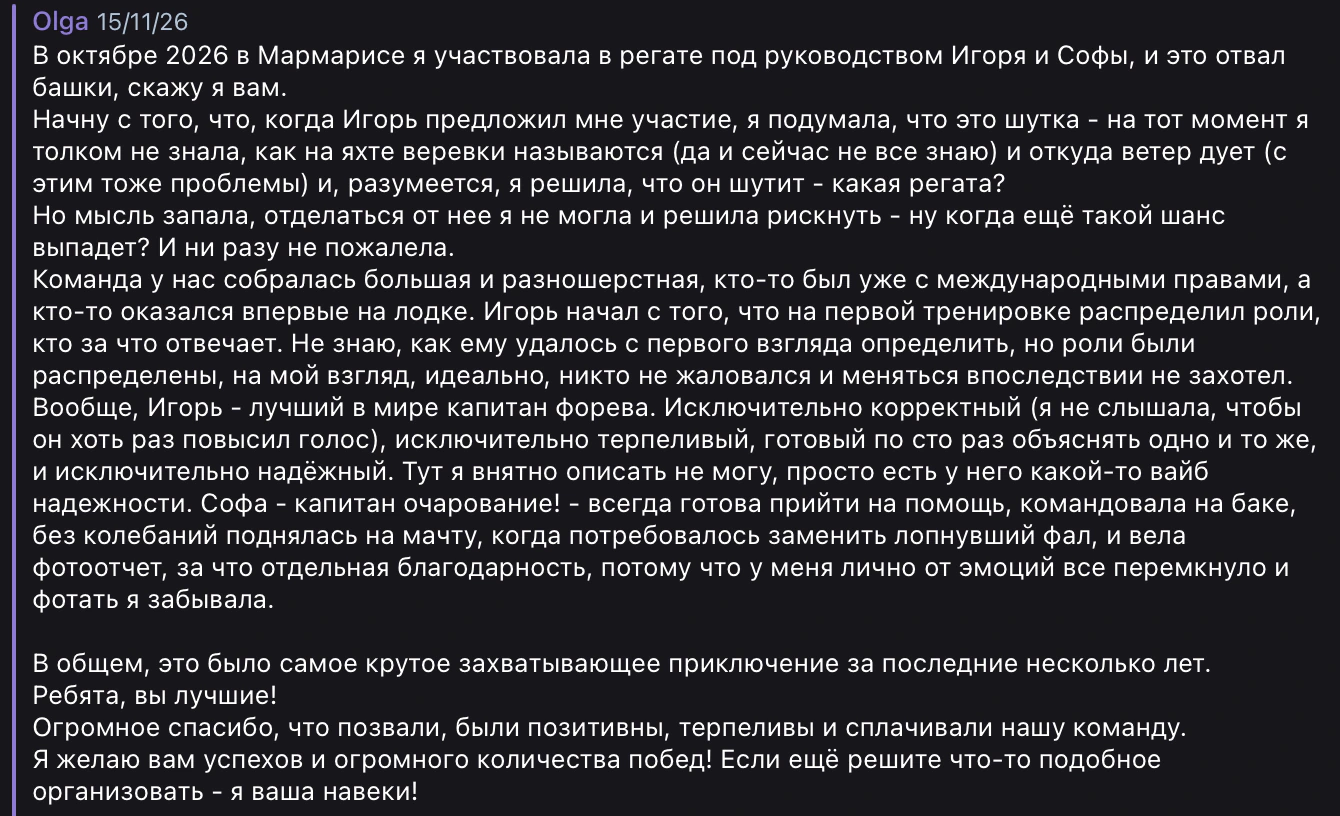 Olga 15/11/26
В октябре 2026 в Мармарисе я участвовала в регате под руководством Игоря и Софы, и это отвал
башки, скажу я вам.
Начну с того, что, когда Игорь предложил мне участие, я подумала, что это шутка - на тот момент я
толком не знала, как на яхте веревки называются (да и сейчас не все знаю) и откуда ветер дует (с
этим тоже проблемы) и, разумеется, я решила, что он шутит - какая регата?
Но мысль запала, отделаться от нее я не могла и решила рискнуть - ну когда ещё такой шанс
выпадет? И ни разу не пожалела.
Команда у нас собралась большая и разношерстная, кто-то был уже с международными правами, а
кто-то оказался впервые на лодке. Игорь начал с того, что на первой тренировке распределил роли,
кто за что отвечает. Не знаю, как ему удалось с первого взгляда определить, но роли были
распределены, на мой взгляд, идеально, никто не жаловался и меняться впоследствии не захотел.
Вообще, Игорь - лучший в мире капитан форева. Исключительно корректный (я не слышала, чтобы
он хоть раз повысил голос), исключительно терпеливый, готовый по сто раз объяснять одно и то же,
и исключительно надёжный. Тут я внятно описать не могу, просто есть у него какой-то вайб
надежности. Софа - капитан очарование! - всегда готова прийти на помощь, командовала на баке,
без колебаний поднялась на мачту, когда потребовалось заменить лопнувший фал, и вела
фотоотчет, за что отдельная благодарность, потому что у меня лично от эмоций все перемкнуло и
фотать я забывала.
В общем, это было самое крутое захватывающее приключение за последние несколько лет.
Ребята, вы лучшие!
Огромное спасибо, что позвали, были позитивны, терпеливы и сплачивали нашу команду.
Я желаю вам успехов и огромного количества побед! Если ещё решите что-то подобное
организовать - я ваша навеки!